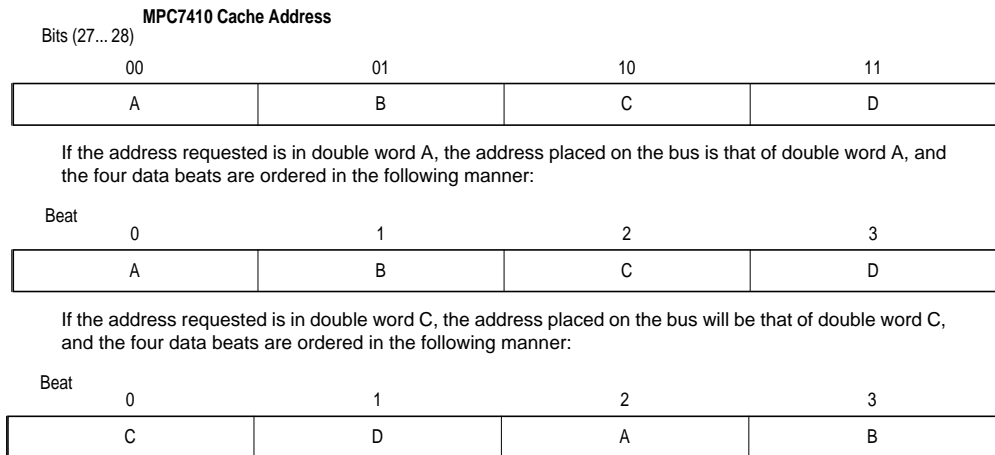 MPC7410 Cache Address
Bits (27... 28)
00 01 10 11
A B C D
If the address requested is in double word A, the address placed on the bus is that of double word A, and
the four data beats are ordered in the following manner:
Beat
0 1 2 3
A B C D
If the address requested is in double word C, the address placed on the bus will be that of double word C,
and the four data beats are ordered in the following manner:
Beat
0 1 2 3
C D A B